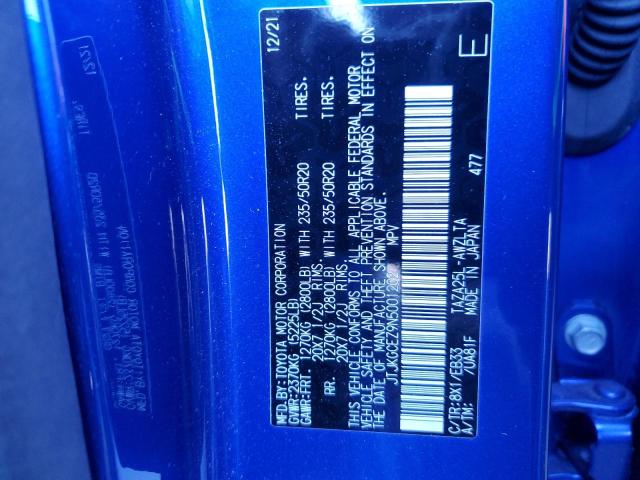 MFD. BY:TOYOTA MOTOR CORPORATION 12/21
GVWR:2370KG (5225LB)
GAWR:FRT. 1270KG (2800LB) WITH 235/50R20 TIRES.
20X7 1/2J RIMS.
RR. 1270KG (2800LB) WITH 235/50R20 TIRES.
20X7 1/2J RIMS.
THIS VEHICLE CONFORMS TO ALL APPLICABLE FEDERAL MOTOR
VEHICLE SAFETY AND THEFT PREVENTION STANDARDS IN EFFECT ON
THE DATE OF MANUFACTURE SHOWN ABOVE.
MPV
C/TR:8X1/EB33 TAZA25L-AWZLTA
A/TM: /UA81F MADE IN JAPAN 477
E